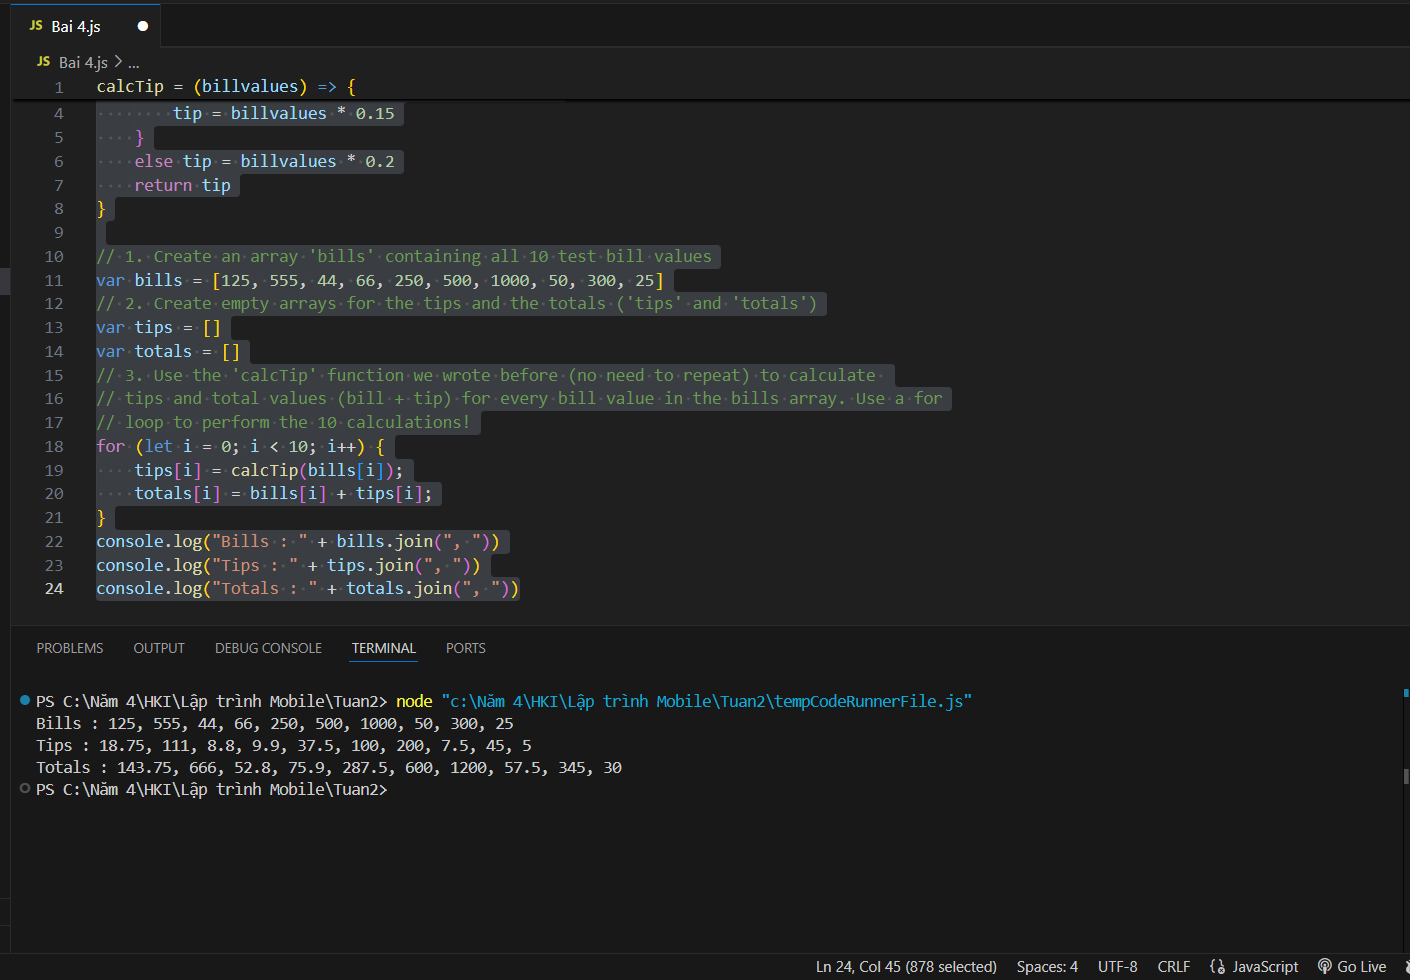 JS Bai 4.js
JS Bai 4.js > ...
1 calcTip = (billvalues) => {
4 tip = billvalues * 0.15
5 }
6 else tip = billvalues * 0.2
7 return tip
8 }
9
10 // 1. Create an array 'bills' containing all 10 test bill values
11 var bills = [125, 555, 44, 66, 250, 500, 1000, 50, 300, 25]
12 // 2. Create empty arrays for the tips and the totals ('tips' and 'totals')
13 var tips = []
14 var totals = []
15 // 3. Use the 'calcTip' function we wrote before (no need to repeat) to calculate
16 // tips and total values (bill + tip) for every bill value in the bills array. Use a for
17 // loop to perform the 10 calculations!
18 for (let i = 0; i < 10; i++) {
19 tips[i] = calcTip(bills[i]);
20 totals[i] = bills[i] + tips[i];
21 }
22 console.log("Bills : " + bills.join(", "))
23 console.log("Tips : " + tips.join(", "))
24 console.log("Totals : " + totals.join(", "))
PROBLEMS OUTPUT DEBUG CONSOLE TERMINAL PORTS
PS C:\Năm 4\HKI\Lập trình Mobile\Tuan2> node "c:\Năm 4\HKI\Lập trình Mobile\Tuan2\tempCodeRunnerFile.js"
Bills : 125, 555, 44, 66, 250, 500, 1000, 50, 300, 25
Tips : 18.75, 111, 8.8, 9.9, 37.5, 100, 200, 7.5, 45, 5
Totals : 143.75, 666, 52.8, 75.9, 287.5, 600, 1200, 57.5, 345, 30
PS C:\Năm 4\HKI\Lập trình Mobile\Tuan2>
Ln 24, Col 45 (878 selected) Spaces: 4 UTF-8 CRLF {} JavaScript Go Live